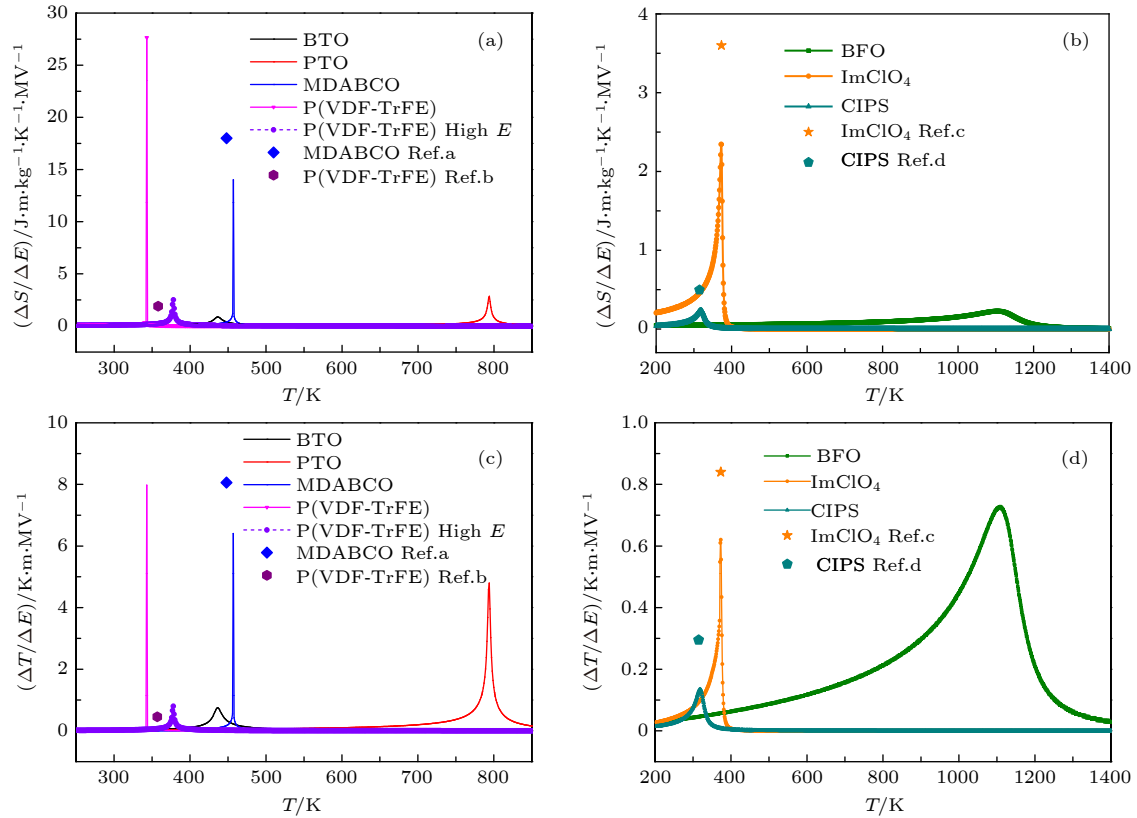 30
25
20
15
10
5
0
(ΔS/ΔE)/J·m·kg⁻¹·K⁻¹·MV⁻¹
(a)
BTO
PTO
MDABCO
P(VDF-TrFE)
P(VDF-TrFE) High E
MDABCO Ref.a
P(VDF-TrFE) Ref.b
300 400 500 600 700 800
T/K
4
3
2
1
0
(ΔS/ΔE)/J·m·kg⁻¹·K⁻¹·MV⁻¹
(b)
BFO
ImClO₄
CIPS
ImClO₄ Ref.c
CIPS Ref.d
200 400 600 800 1000 1200 1400
T/K
10
8
6
4
2
0
(ΔT/ΔE)/K·m·MV⁻¹
(c)
BTO
PTO
MDABCO
P(VDF-TrFE)
P(VDF-TrFE) High E
MDABCO Ref.a
P(VDF-TrFE) Ref.b
300 400 500 600 700 800
T/K
1.0
0.8
0.6
0.4
0.2
0
(ΔT/ΔE)/K·m·MV⁻¹
(d)
BFO
ImClO₄
CIPS
ImClO₄ Ref.c
CIPS Ref.d
200 400 600 800 1000 1200 1400
T/K